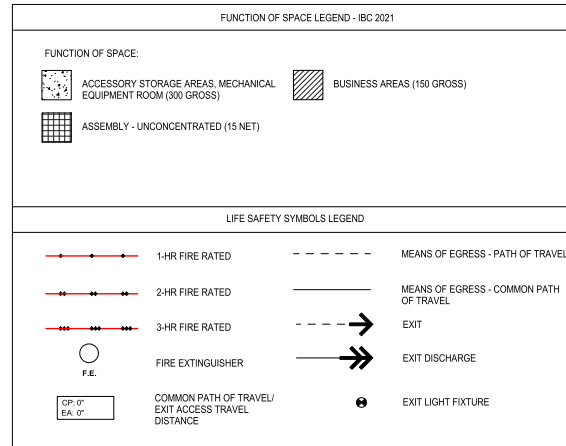 FUNCTION OF SPACE LEGEND - IBC 2021
FUNCTION OF SPACE:
ACCESSORY STORAGE AREAS, MECHANICAL
EQUIPMENT ROOM (300 GROSS)
BUSINESS AREAS (150 GROSS)
ASSEMBLY - UNCONCENTRATED (15 NET)
LIFE SAFETY SYMBOLS LEGEND
1-HR FIRE RATED
MEANS OF EGRESS - PATH OF TRAVEL
2-HR FIRE RATED
MEANS OF EGRESS - COMMON PATH
OF TRAVEL
3-HR FIRE RATED
EXIT
F.E.
FIRE EXTINGUISHER
EXIT DISCHARGE
CP: 0"
EA: 0"
COMMON PATH OF TRAVEL/
EXIT ACCESS TRAVEL
DISTANCE
EXIT LIGHT FIXTURE